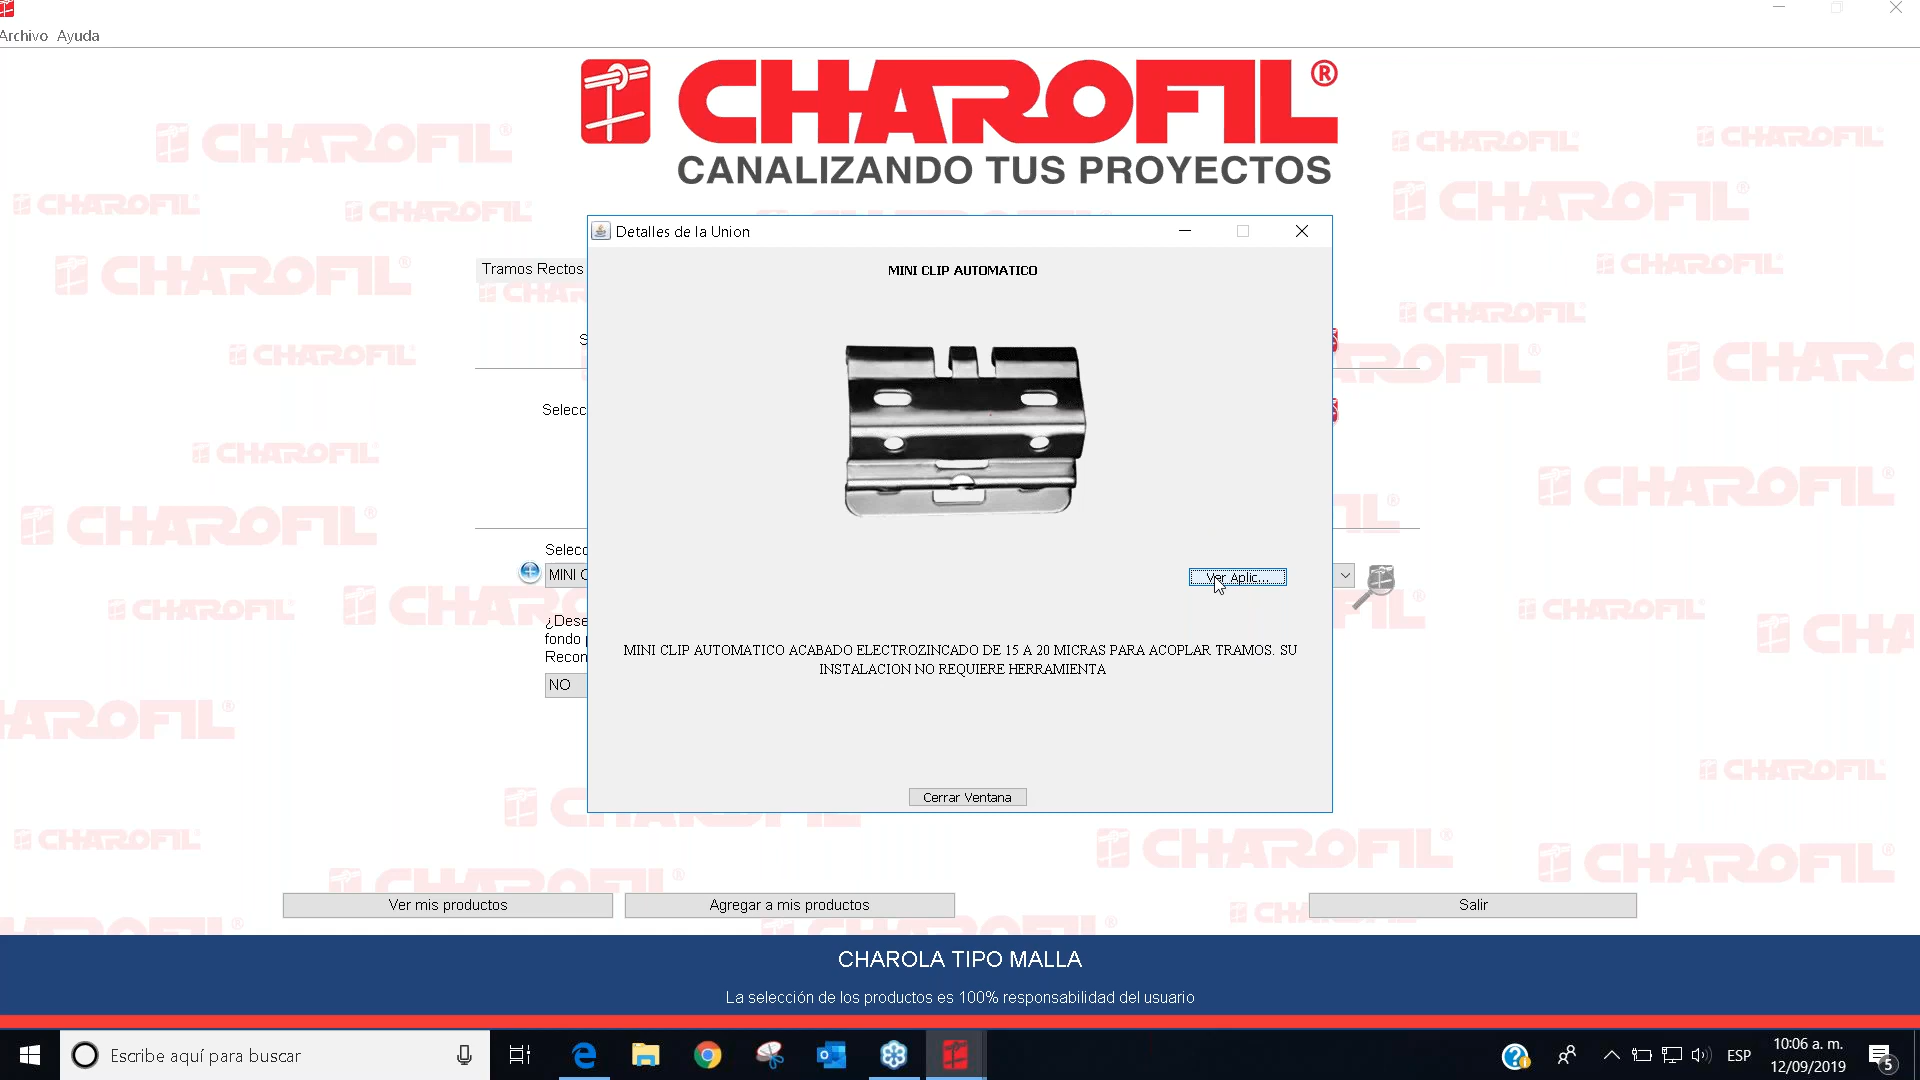 Archivo Ayuda
CHAROFIL®
CANALIZANDO TUS PROYECTOS
Detalles de la Union
MINI CLIP AUTOMATICO
Tramos Rectos
S
Selecc
Selecc
MINI C
Ver Aplic...
¿Dese
fondo
Recon
NO
MINI CLIP AUTOMATICO ACABADO ELECTROZINCADO DE 15 A 20 MICRAS PARA ACOPLAR TRAMOS. SU
INSTALACION NO REQUIERE HERRAMIENTA
Cerrar Ventana
Ver mis productos
Agregar a mis productos
Salir
CHAROLA TIPO MALLA
La selección de los productos es 100% responsabilidad del usuario
Escribe aquí para buscar
ESP
10:06 a. m.
12/09/2019
5